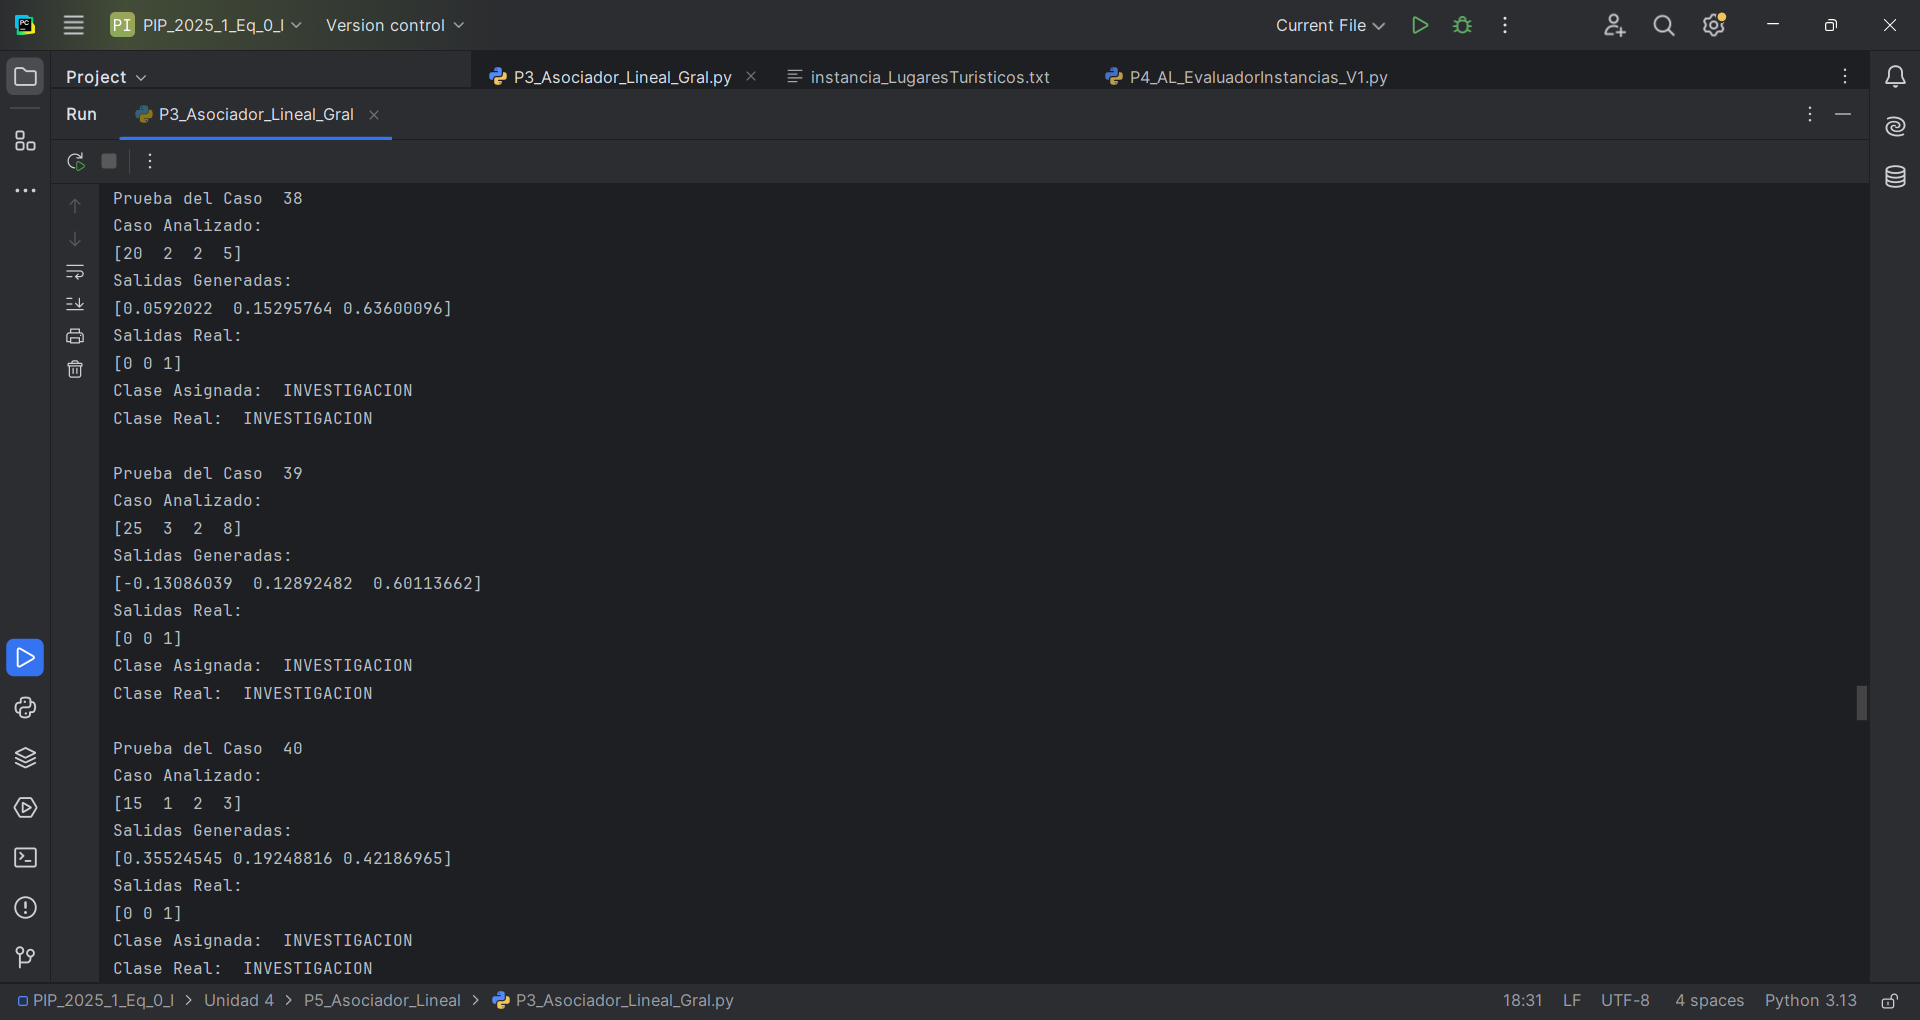 PC
PI PIP_2025_1_Eq_0_I Version control Current File
Project P3_Asociador_Lineal_Gral.py instancia_LugaresTuristicos.txt P4_AL_EvaluadorInstancias_V1.py
Run P3_Asociador_Lineal_Gral
Prueba del Caso  38
Caso Analizado:
[20  2  2  5]
Salidas Generadas:
[0.0592022  0.15295764 0.63600096]
Salidas Real:
[0 0 1]
Clase Asignada:  INVESTIGACION
Clase Real:  INVESTIGACION
Prueba del Caso  39
Caso Analizado:
[25  3  2  8]
Salidas Generadas:
[-0.13086039  0.12892482  0.60113662]
Salidas Real:
[0 0 1]
Clase Asignada:  INVESTIGACION
Clase Real:  INVESTIGACION
Prueba del Caso  40
Caso Analizado:
[15  1  2  3]
Salidas Generadas:
[0.35524545 0.19248816 0.42186965]
Salidas Real:
[0 0 1]
Clase Asignada:  INVESTIGACION
Clase Real:  INVESTIGACION
PIP_2025_1_Eq_0_I > Unidad 4 > P5_Asociador_Lineal > P3_Asociador_Lineal_Gral.py 18:31 LF UTF-8 4 spaces Python 3.13